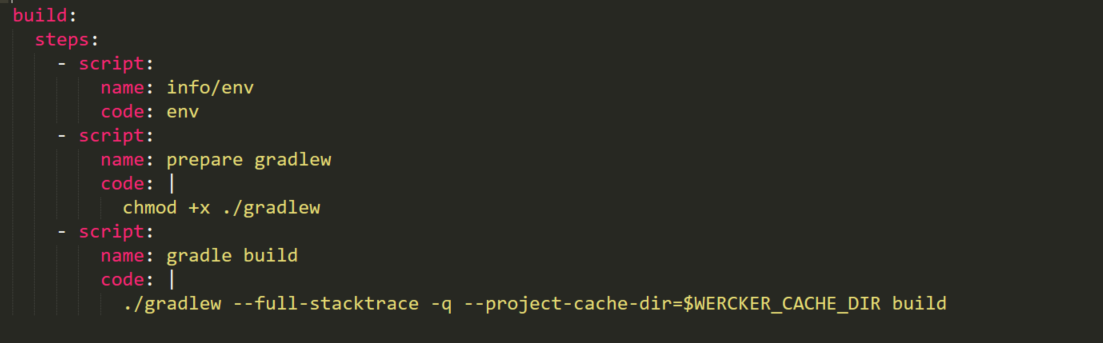 build:
  steps:
    - script:
        name: info/env
        code: env
    - script:
        name: prepare gradlew
        code: |
          chmod +x ./gradlew
    - script:
        name: gradle build
        code: |
          ./gradlew --full-stacktrace -q --project-cache-dir=$WERCKER_CACHE_DIR build